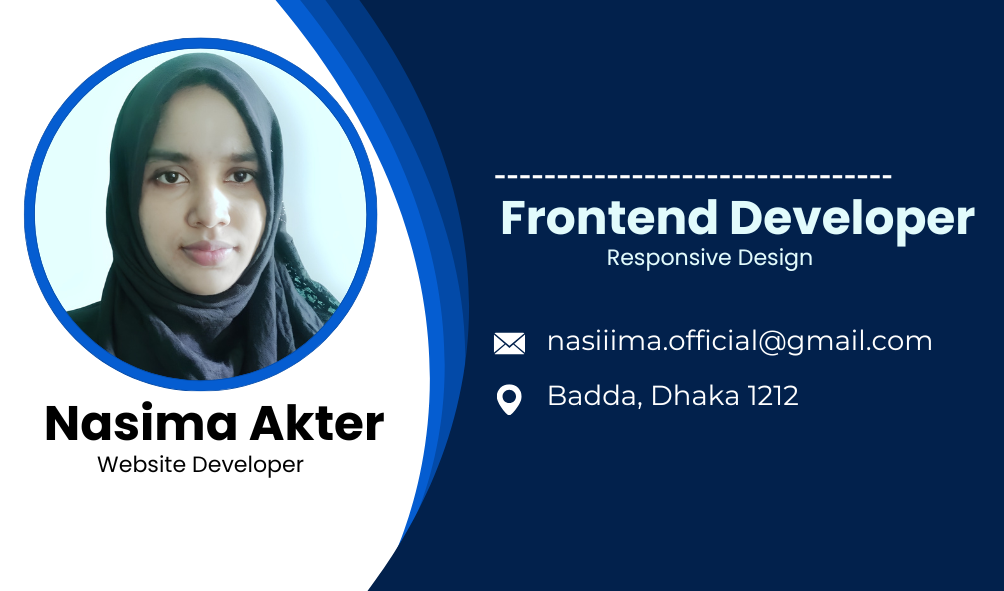 Nasima Akter
Website Developer
--------------------------------
Frontend Developer
Responsive Design
nasiiima.official@gmail.com
Badda, Dhaka 1212